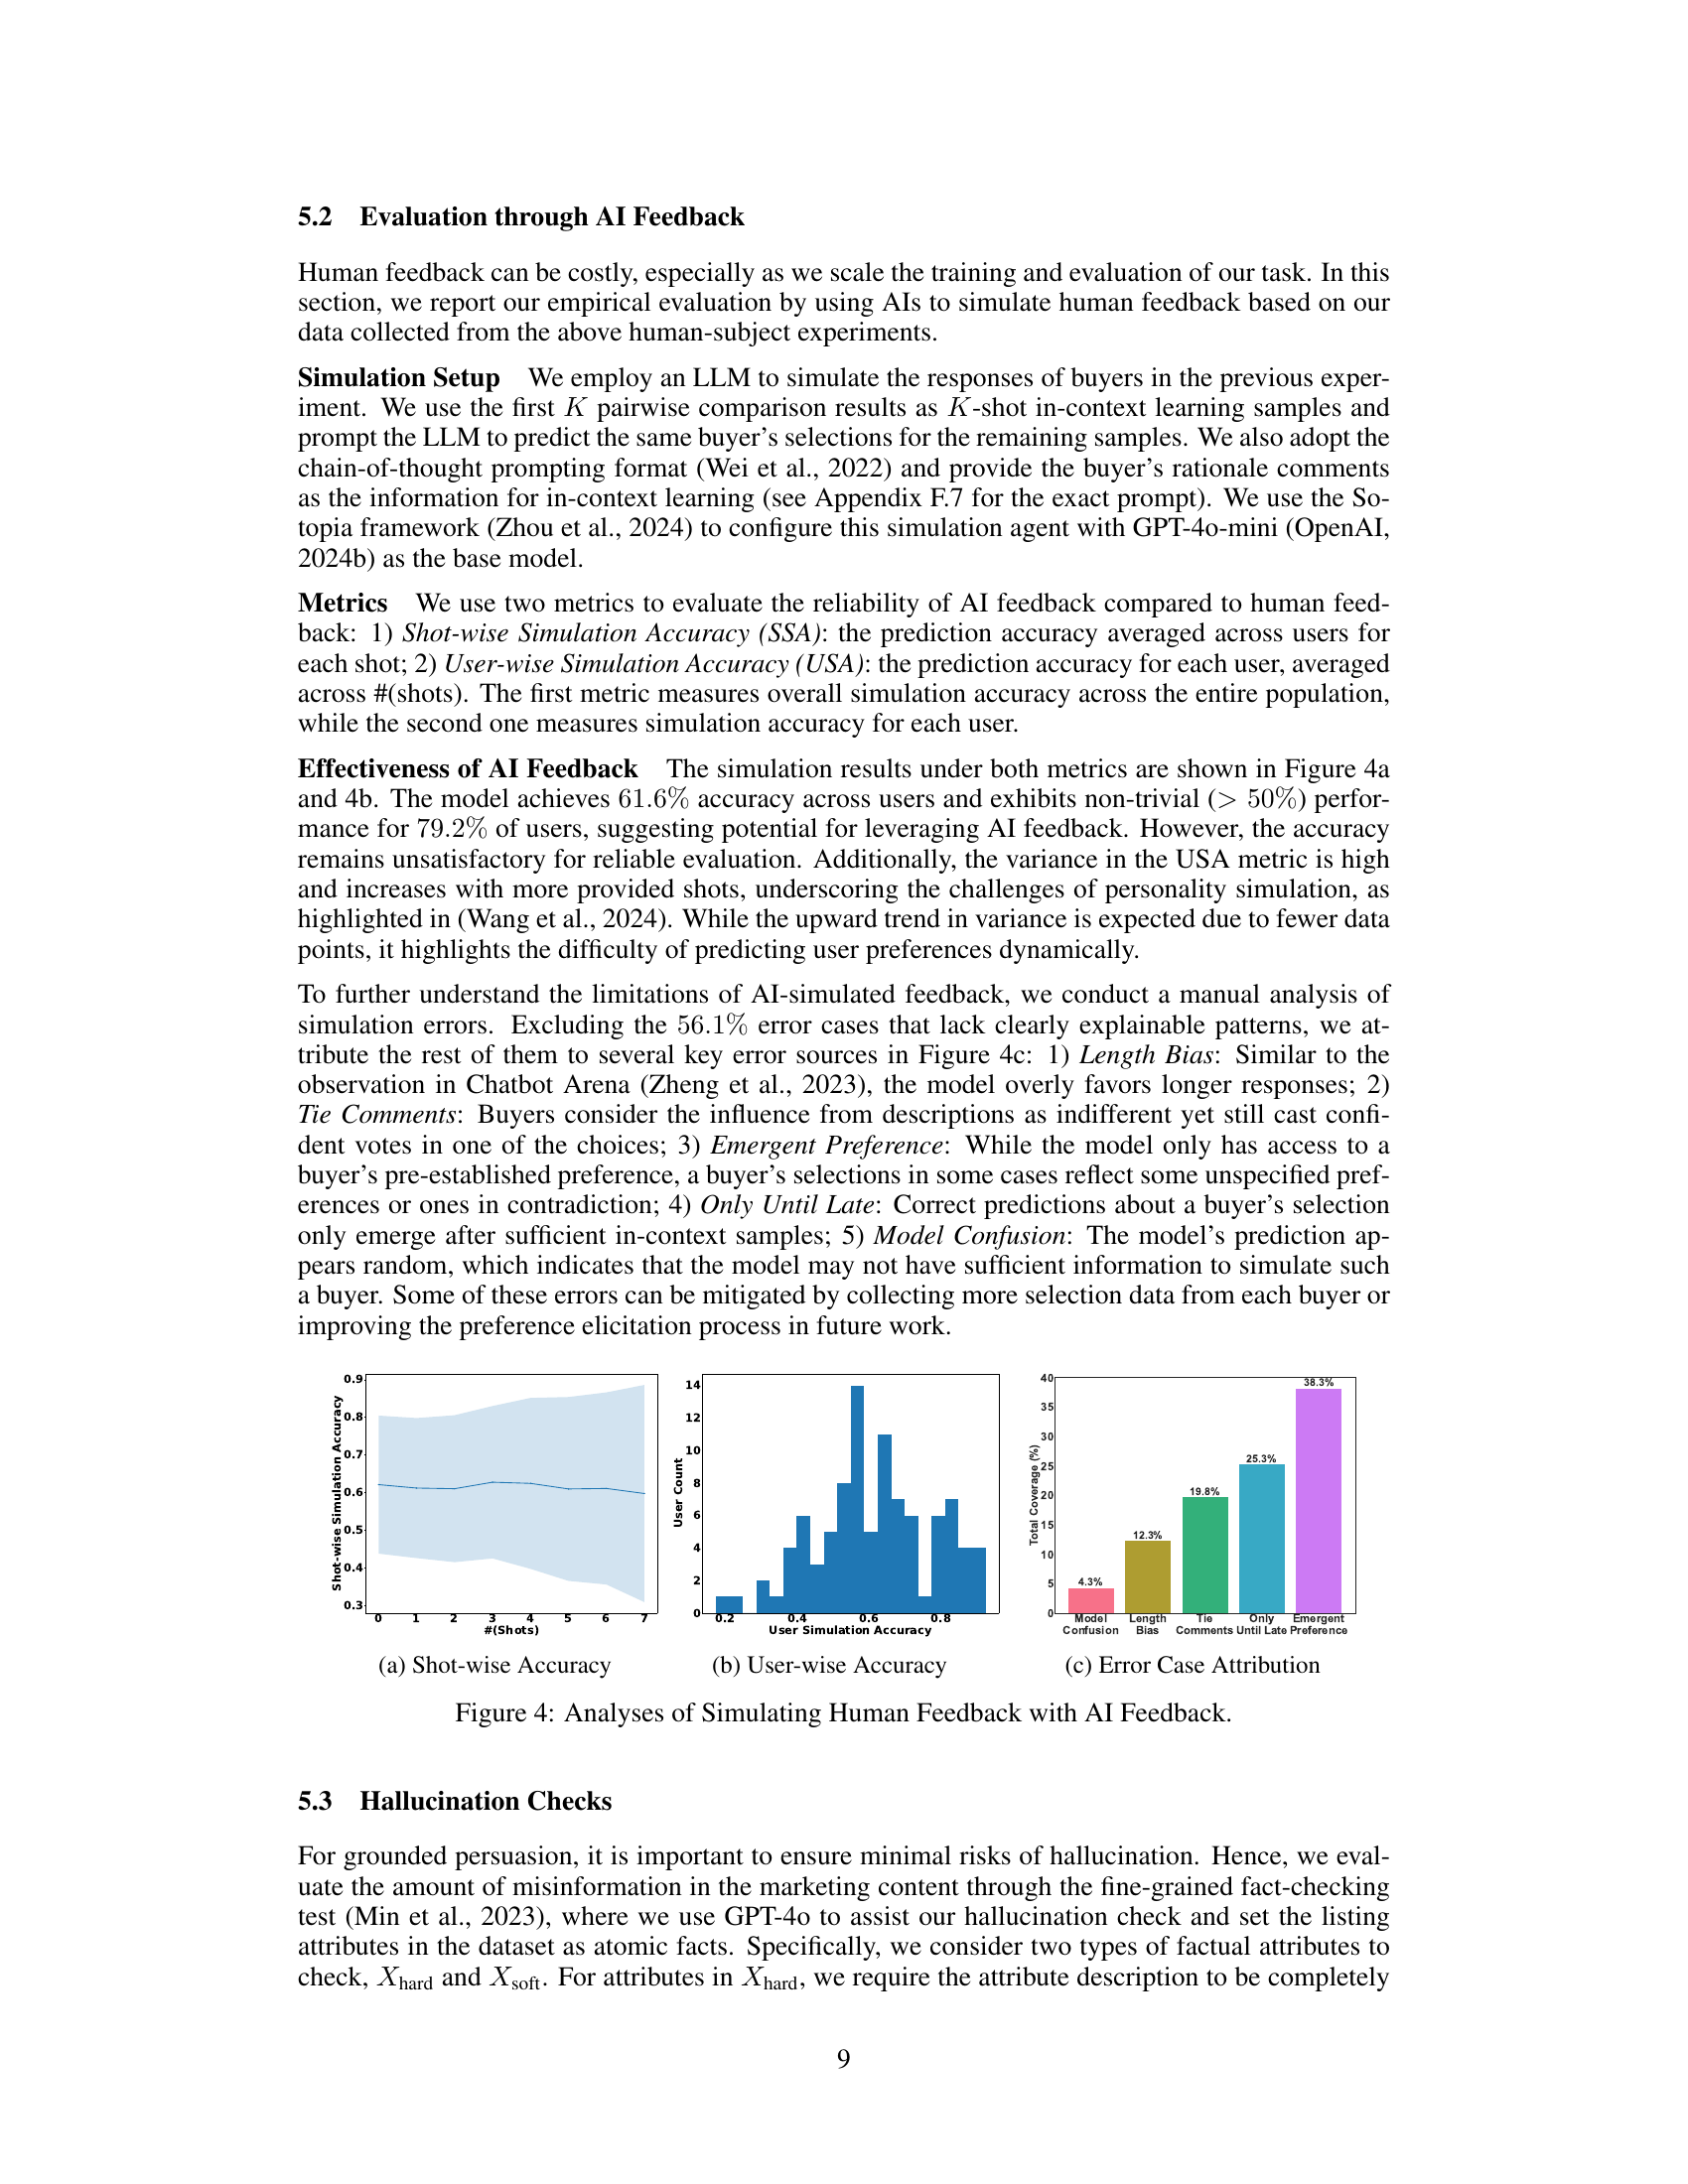 5.2 Evaluation through AI Feedback
Human feedback can be costly, especially as we scale the training and evaluation of our task. In this
section, we report our empirical evaluation by using AIs to simulate human feedback based on our
data collected from the above human-subject experiments.
Simulation Setup We employ an LLM to simulate the responses of buyers in the previous exper-
iment. We use the first K pairwise comparison results as K-shot in-context learning samples and
prompt the LLM to predict the same buyer's selections for the remaining samples. We also adopt the
chain-of-thought prompting format (Wei et al., 2022) and provide the buyer's rationale comments
as the information for in-context learning (see Appendix F.7 for the exact prompt). We use the So-
topia framework (Zhou et al., 2024) to configure this simulation agent with GPT-4o-mini (OpenAI,
2024b) as the base model.
Metrics We use two metrics to evaluate the reliability of AI feedback compared to human feed-
back: 1) Shot-wise Simulation Accuracy (SSA): the prediction accuracy averaged across users for
each shot; 2) User-wise Simulation Accuracy (USA): the prediction accuracy for each user, averaged
across #(shots). The first metric measures overall simulation accuracy across the entire population,
while the second one measures simulation accuracy for each user.
Effectiveness of AI Feedback The simulation results under both metrics are shown in Figure 4a
and 4b. The model achieves 61.6% accuracy across users and exhibits non-trivial (> 50%) perfor-
mance for 79.2% of users, suggesting potential for leveraging AI feedback. However, the accuracy
remains unsatisfactory for reliable evaluation. Additionally, the variance in the USA metric is high
and increases with more provided shots, underscoring the challenges of personality simulation, as
highlighted in (Wang et al., 2024). While the upward trend in variance is expected due to fewer data
points, it highlights the difficulty of predicting user preferences dynamically.
To further understand the limitations of AI-simulated feedback, we conduct a manual analysis of
simulation errors. Excluding the 56.1% error cases that lack clearly explainable patterns, we at-
tribute the rest of them to several key error sources in Figure 4c: 1) Length Bias: Similar to the
observation in Chatbot Arena (Zheng et al., 2023), the model overly favors longer responses; 2)
Tie Comments: Buyers consider the influence from descriptions as indifferent yet still cast confi-
dent votes in one of the choices; 3) Emergent Preference: While the model only has access to a
buyer's pre-established preference, a buyer's selections in some cases reflect some unspecified pref-
erences or ones in contradiction; 4) Only Until Late: Correct predictions about a buyer's selection
only emerge after sufficient in-context samples; 5) Model Confusion: The model's prediction ap-
pears random, which indicates that the model may not have sufficient information to simulate such
a buyer. Some of these errors can be mitigated by collecting more selection data from each buyer or
improving the preference elicitation process in future work.
Shot-wise Simulation Accuracy
0.9
0.8
0.7
0.6
0.5
0.4
0.3
0 1 2 3 4 5 6 7
#(Shots)
(a) Shot-wise Accuracy
User Count
14
12
10
8
6
4
2
0
0.2 0.4 0.6 0.8
User Simulation Accuracy
(b) User-wise Accuracy
Total Coverage (%)
40
35
30
25
20
15
10
5
0
4.3% 12.3% 19.8% 25.3% 38.3%
Model Length Tie Only Emergent
Confusion Bias Comments Until Late Preference
(c) Error Case Attribution
Figure 4: Analyses of Simulating Human Feedback with AI Feedback.
5.3 Hallucination Checks
For grounded persuasion, it is important to ensure minimal risks of hallucination. Hence, we eval-
uate the amount of misinformation in the marketing content through the fine-grained fact-checking
test (Min et al., 2023), where we use GPT-4o to assist our hallucination check and set the listing
attributes in the dataset as atomic facts. Specifically, we consider two types of factual attributes to
check, Xhard and Xsoft. For attributes in Xhard, we require the attribute description to be completely
9